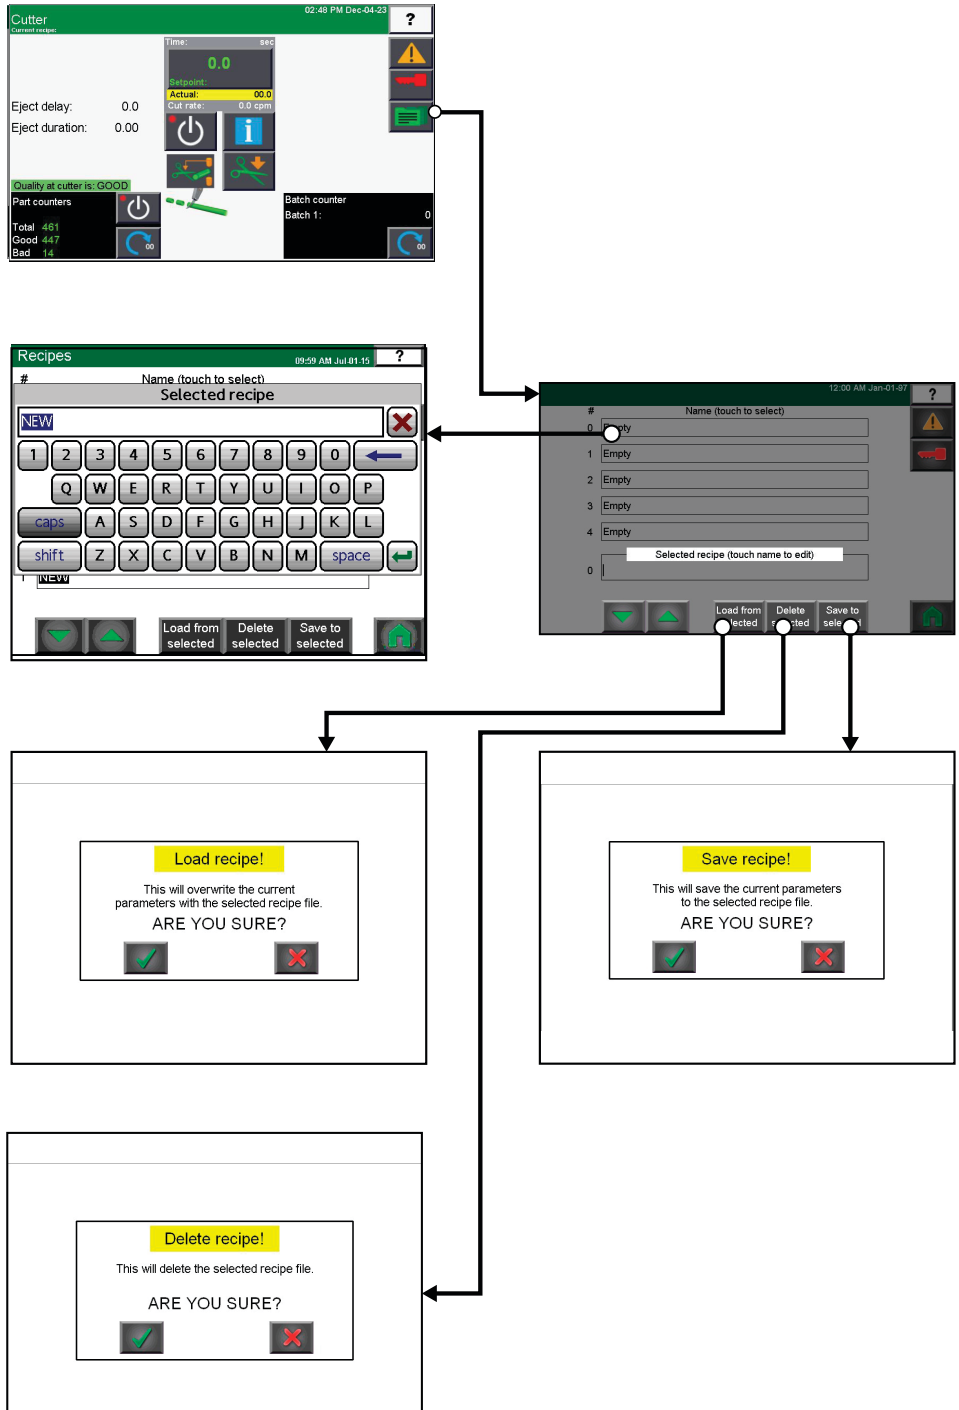 Cutter
02:48 PM Dec-04-23
?
Current recipe:
Time: sec
0.0
Setpoint:
Actual: 00.0
Cut rate: 0.0 cpm
Eject delay: 0.0
Eject duration: 0.00
i
Quality at cutter is: GOOD
Part counters
Total 461
Good 447
Bad 14
00
Batch counter
Batch 1: 0
00
Recipes
09:59 AM Jul-01-15
?
# Name (touch to select)
Selected recipe
NEW
1 2 3 4 5 6 7 8 9 0
Q W E R T Y U I O P
caps A S D F G H J K L
shift Z X C V B N M space
1 NEW
Load from selected
Delete selected
Save to selected
12:00 AM Jan-01-97
?
# Name (touch to select)
0 Empty
1 Empty
2 Empty
3 Empty
4 Empty
Selected recipe (touch name to edit)
0
Load from selected
Delete selected
Save to selected
Load recipe!
This will overwrite the current
parameters with the selected recipe file.
ARE YOU SURE?
Save recipe!
This will save the current parameters
to the selected recipe file.
ARE YOU SURE?
Delete recipe!
This will delete the selected recipe file.
ARE YOU SURE?